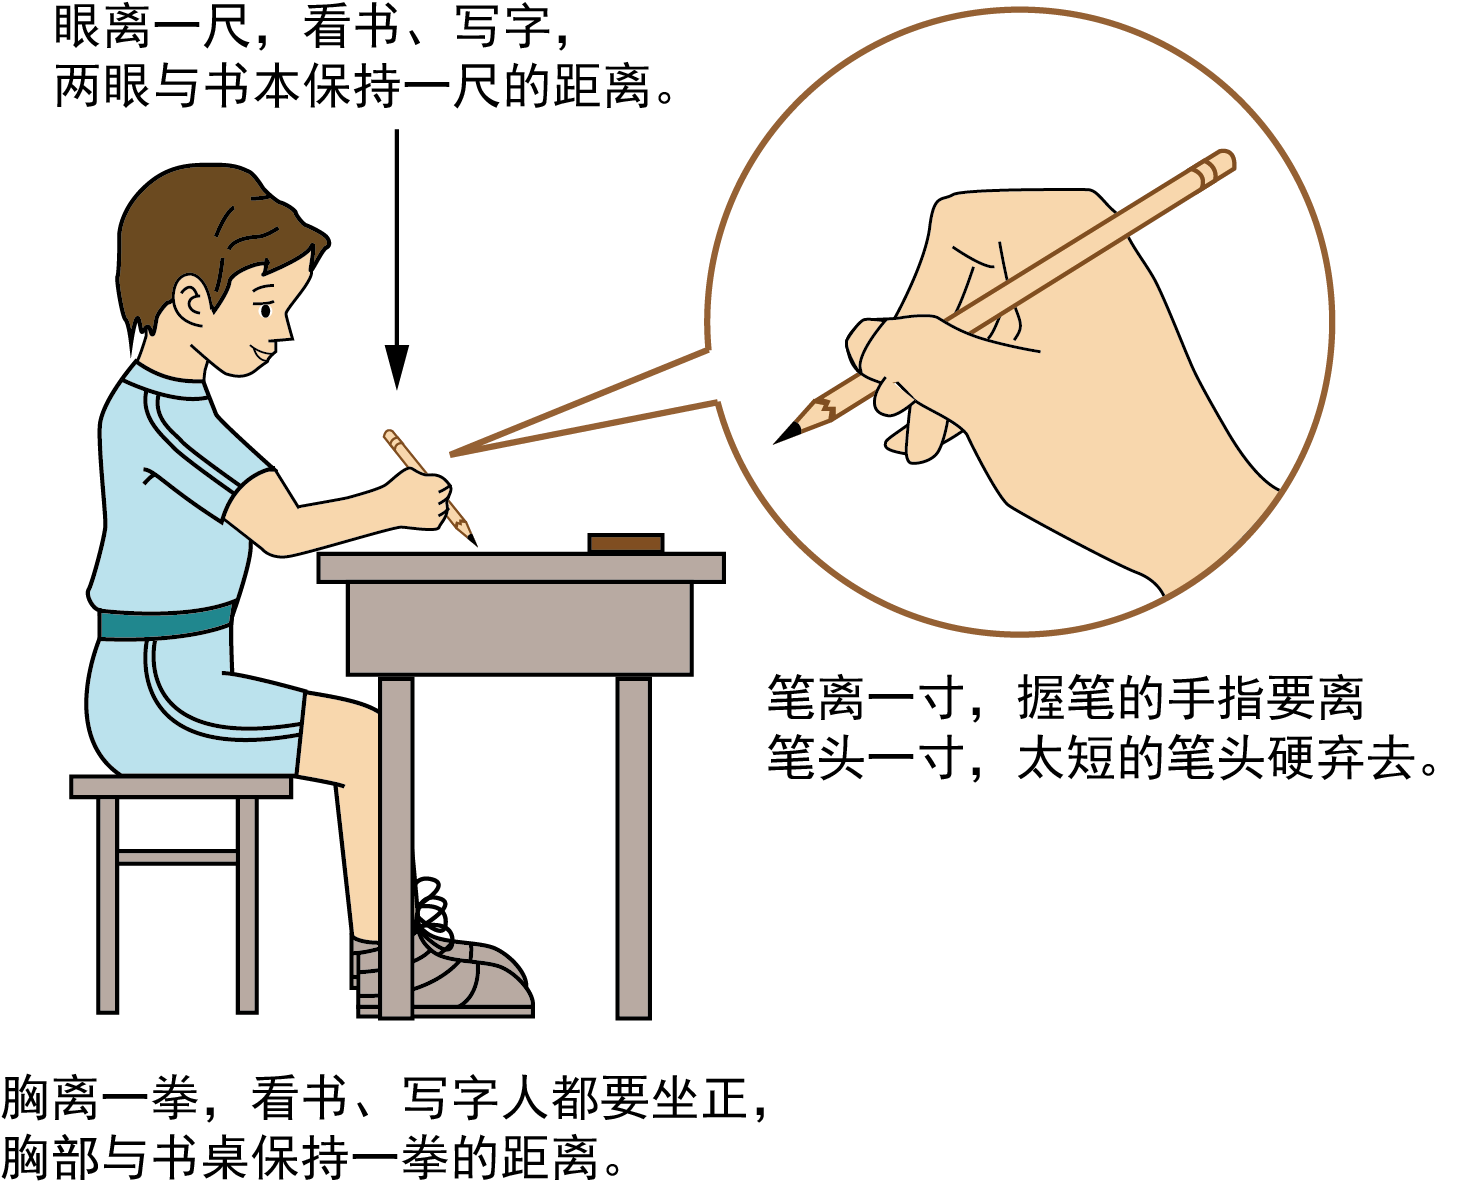 眼离一尺，看书、写字，
两眼与书本保持一尺的距离。
笔离一寸，握笔的手指要离
笔头一寸，太短的笔头硬弃去。
胸离一拳，看书、写字人都要坐正，
胸部与书桌保持一拳的距离。